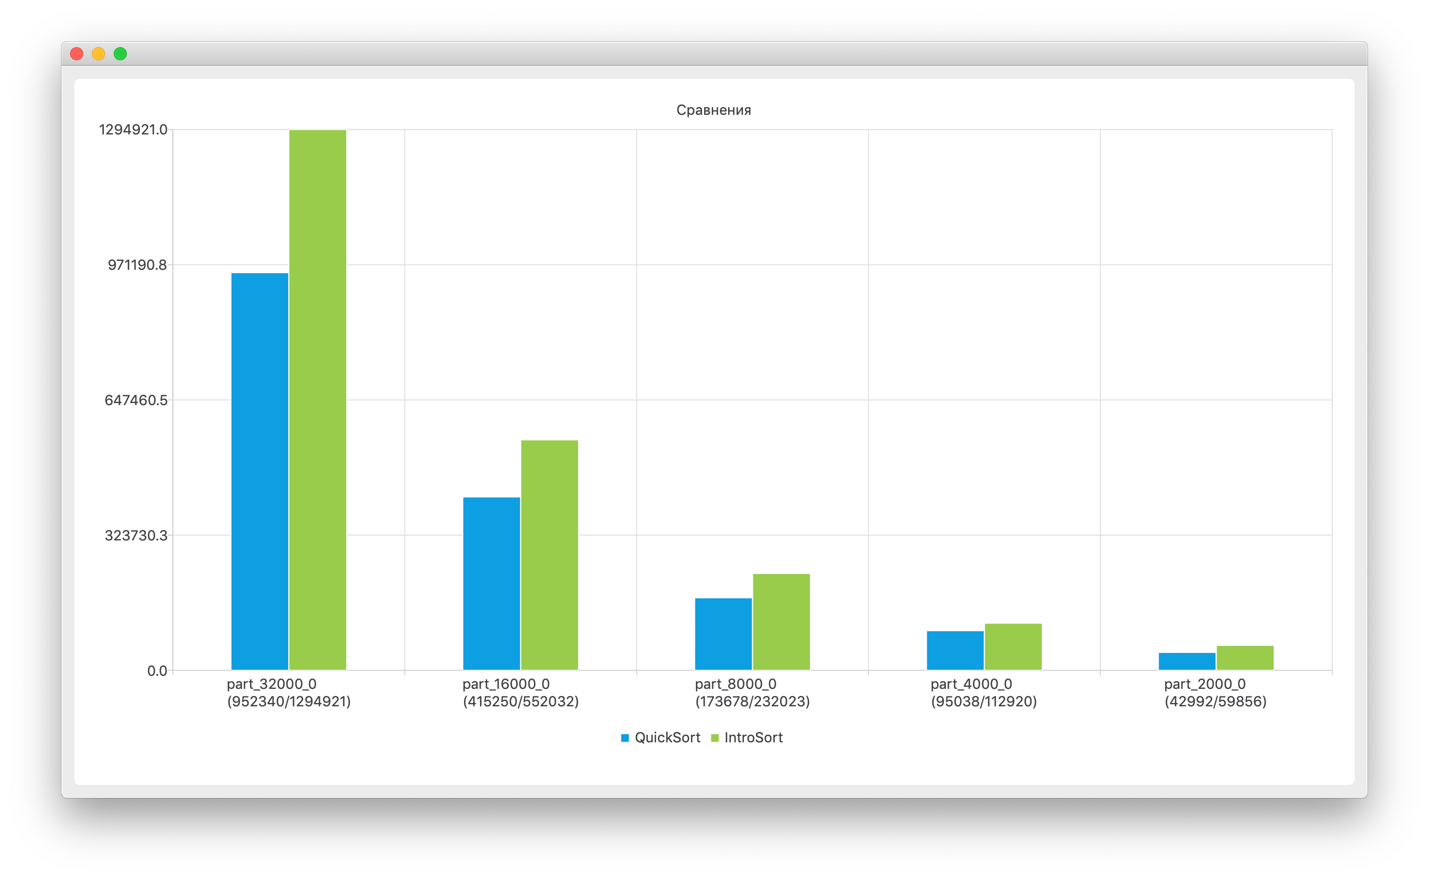 Сравнения
1294921.0
971190.8
647460.5
323730.3
0.0
part_32000_0
(952340/1294921)
part_16000_0
(415250/552032)
part_8000_0
(173678/232023)
part_4000_0
(95038/112920)
part_2000_0
(42992/59856)
QuickSort
IntroSort